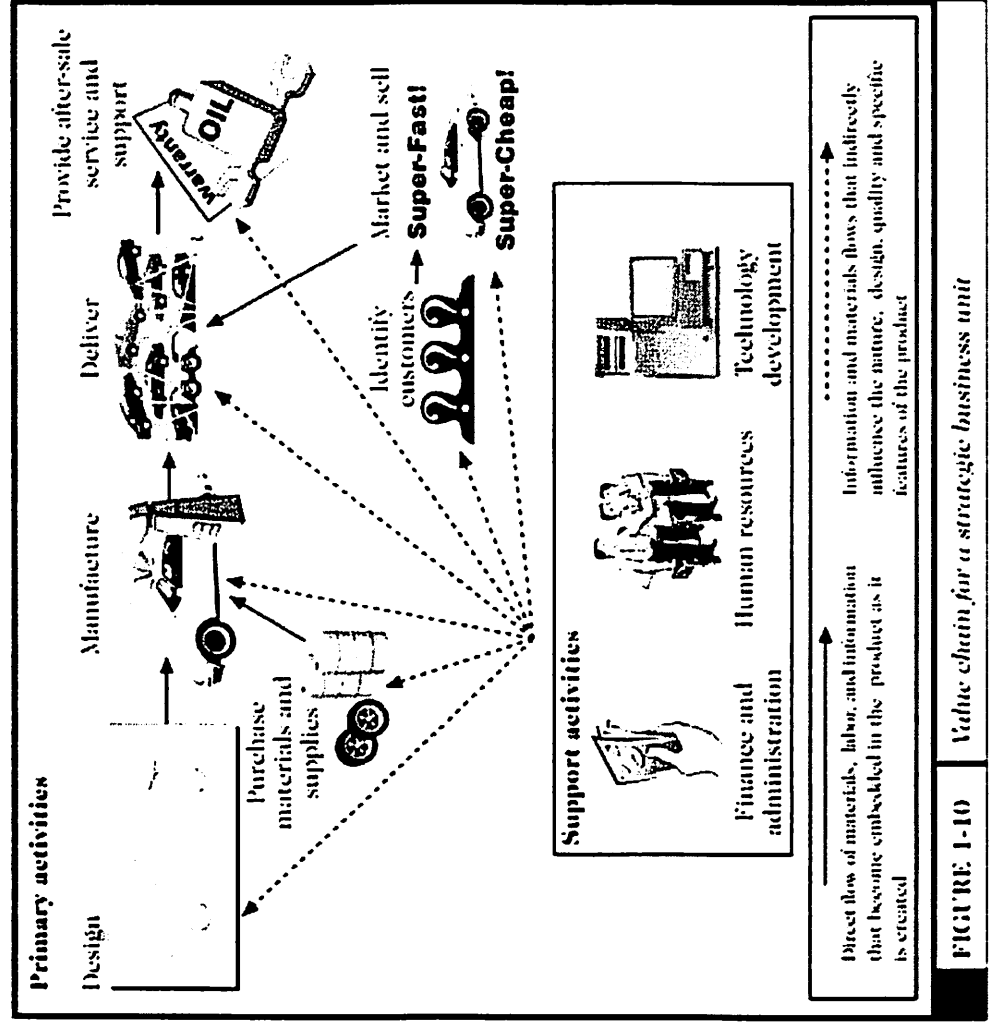 Primary activities
Design
Manufacture
Deliver
Provide after-sale
service and
support
warranty
OIL
Purchase
materials and
supplies
Identify
customers
Market and sell
Super-Fast!
Super-Cheap!
Support activities
Finance and
administration
Human resources
Technology
development
Direct flow of materials, labor, and information
that become embedded in the product as it
is created
Information and materials flows that indirectly
influence the nature, design, quality and specific
features of the product
FIGURE 1-10
Value chain for a strategic business unit